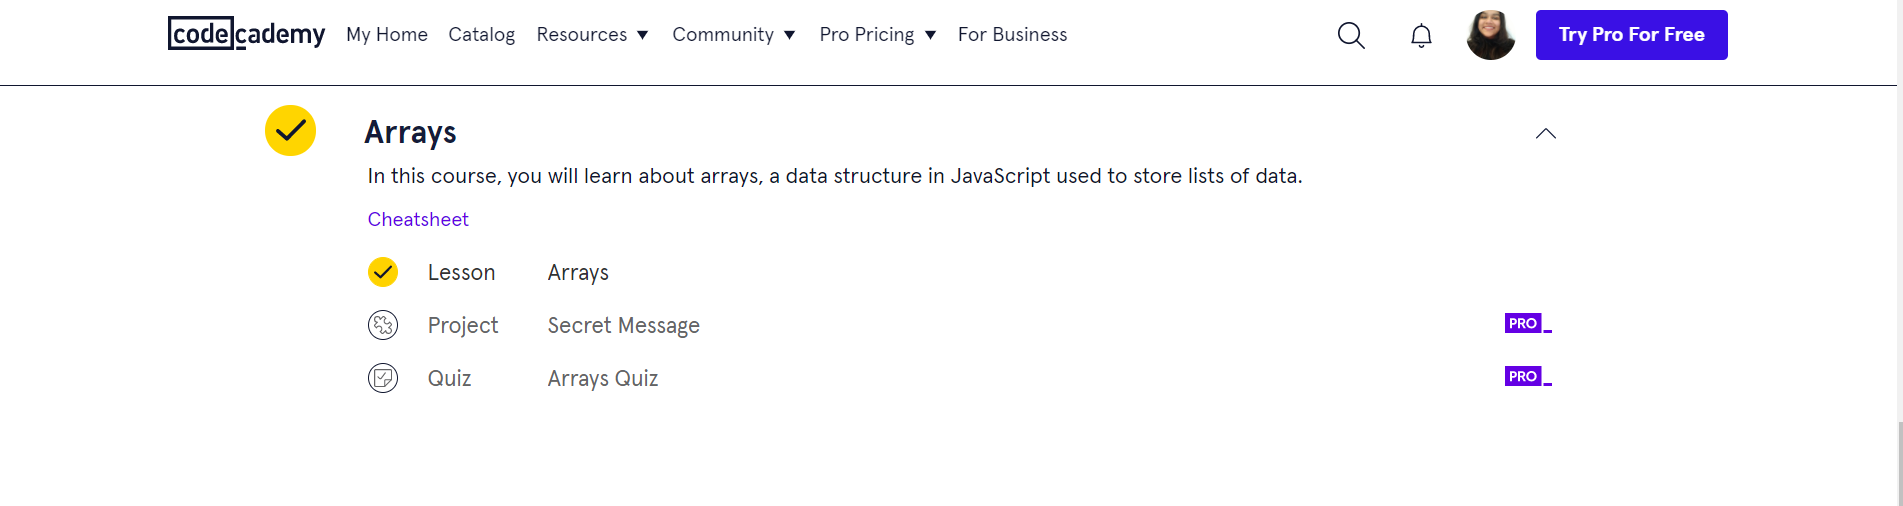 codecademy My Home Catalog Resources Community Pro Pricing For Business Try Pro For Free
Arrays
In this course, you will learn about arrays, a data structure in JavaScript used to store lists of data.
Cheatsheet
Lesson Arrays
Project Secret Message PRO
Quiz Arrays Quiz PRO